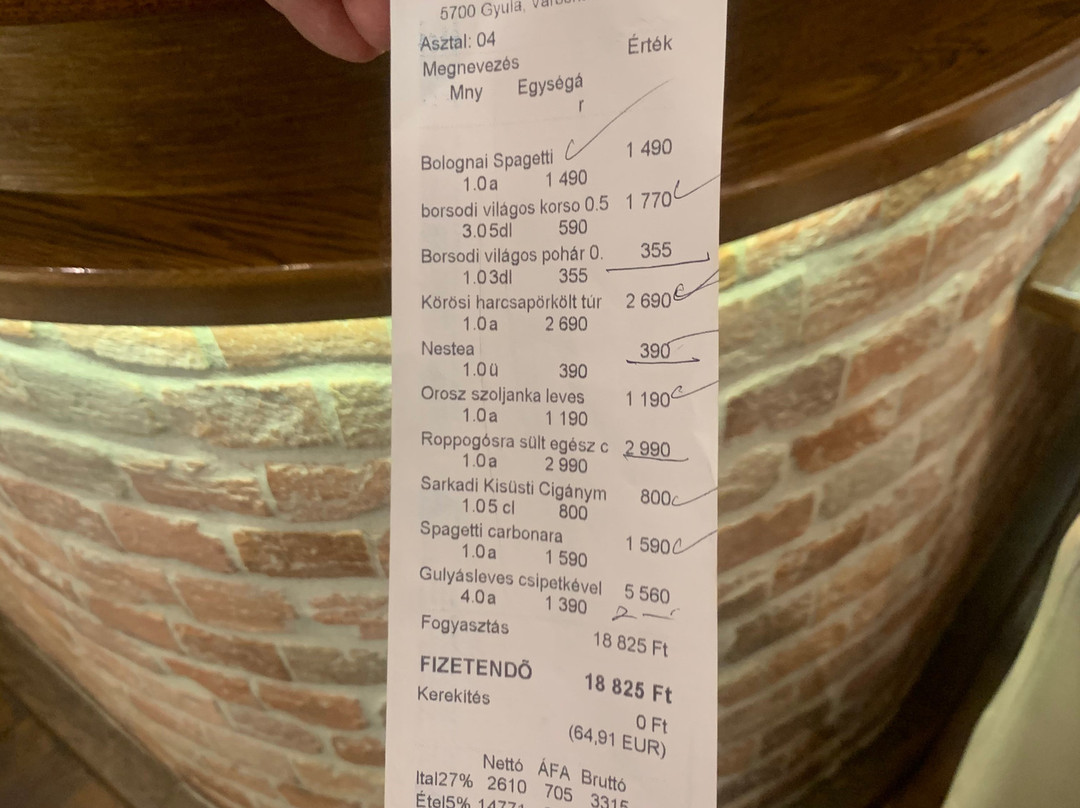 5700 Gyula,
Asztal: 04
Megnevezés Érték
Mny Egységá
r
Bolognai Spagetti 1 490
1.0a 1 490
borsodi világos korso 0.5 1 770
3.05dl 590
Borsodi világos pohár 0. 355
1.03dl 355
Körösi harcsapörkölt túr 2 690
1.0a 2 690
Nestea 390
1.0ü 390
Orosz szoljanka leves 1 190
1.0a 1 190
Roppogósra sült egész c 2 990
1.0a 2 990
Sarkadi Kisüsti Cigánym 800
1.05 cl 800
Spagetti carbonara 1 590
1.0a 1 590
Gulyásleves csipetkével 5 560
4.0a 1 390
Fogyasztás 18 825 Ft
FIZETENDŐ 18 825 Ft
Kerekítés 0 Ft
(64,91 EUR)
Nettó ÁFA Bruttó
Ital27% 2610 705 3315
Étel5% 14771